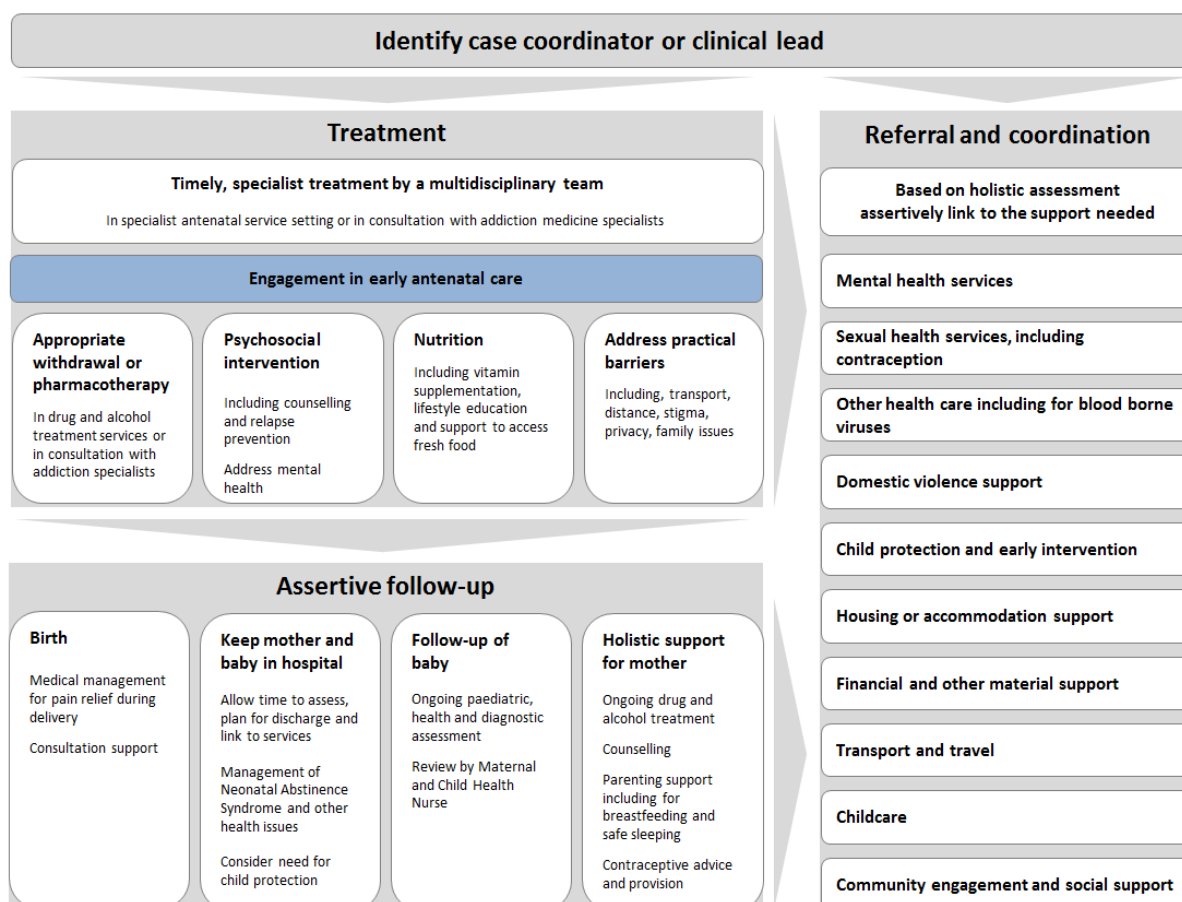 Identify case coordinator or clinical lead
Treatment
Timely, specialist treatment by a multidisciplinary team
In specialist antenatal service setting or in consultation with addiction medicine specialists
Engagement in early antenatal care
Appropriate
withdrawal or
pharmacotherapy
In drug and alcohol
treatment services or
in consultation with
addiction specialists
Psychosocial
intervention
Including counselling
and relapse
prevention
Address mental
health
Nutrition
Including vitamin
supplementation,
lifestyle education
and support to access
fresh food
Address practical
barriers
Including, transport,
distance, stigma,
privacy, family issues
Assertive follow-up
Birth
Medical management
for pain relief during
delivery
Consultation support
Keep mother and
baby in hospital
Allow time to assess,
plan for discharge and
link to services
Management of
Neonatal Abstinence
Syndrome and other
health issues
Consider need for
child protection
Follow-up of
baby
Ongoing paediatric,
health and diagnostic
assessment
Review by Maternal
and Child Health
Nurse
Holistic support
for mother
Ongoing drug and
alcohol treatment
Counselling
Parenting support
including for
breastfeeding and
safe sleeping
Contraceptive advice
and provision
Referral and coordination
Based on holistic assessment
assertively link to the support needed
Mental health services
Sexual health services, including
contraception
Other health care including for blood borne
viruses
Domestic violence support
Child protection and early intervention
Housing or accommodation support
Financial and other material support
Transport and travel
Childcare
Community engagement and social support